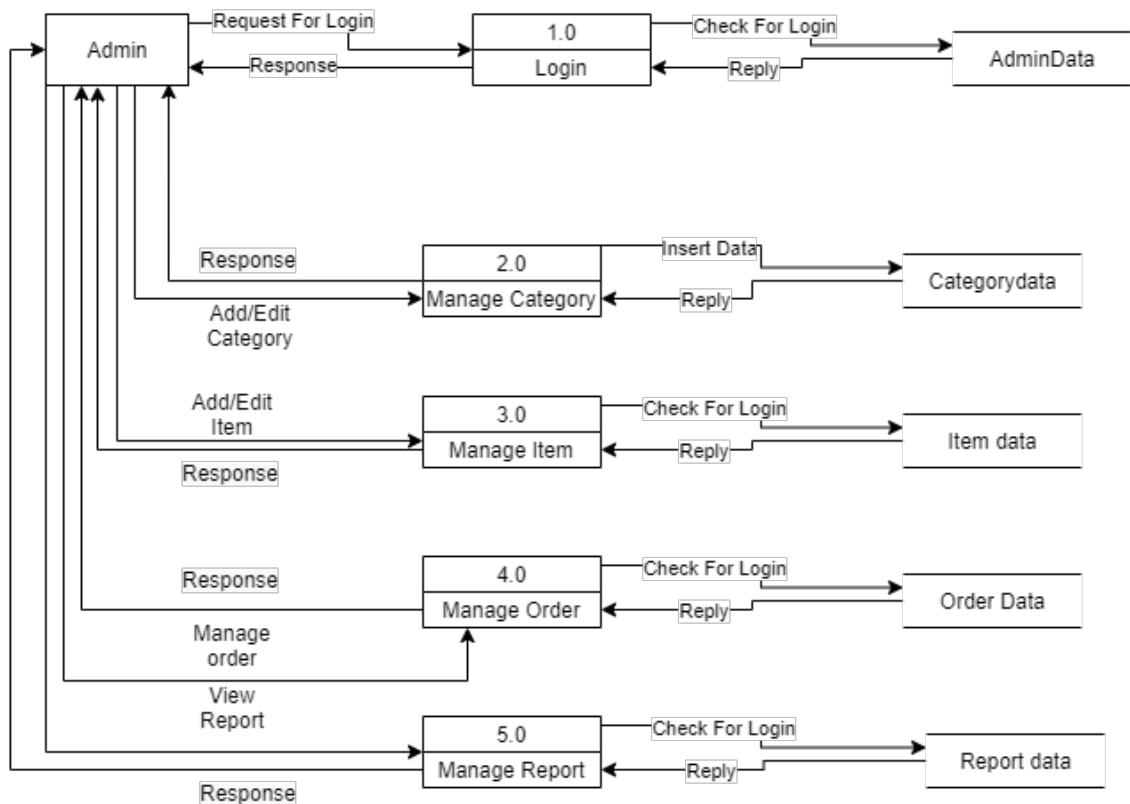 Request For Login
1.0
Check For Login
Admin
AdminData
Response
Login
Reply
Insert Data
Response
2.0
Categorydata
Manage Category
Reply
Add/Edit
Category
Add/Edit
Item
Check For Login
3.0
Item data
Manage Item
Reply
Response
Check For Login
4.0
Response
Order Data
Manage Order
Reply
Manage
order
View
Report
Check For Login
5.0
Report data
Manage Report
Reply
Response